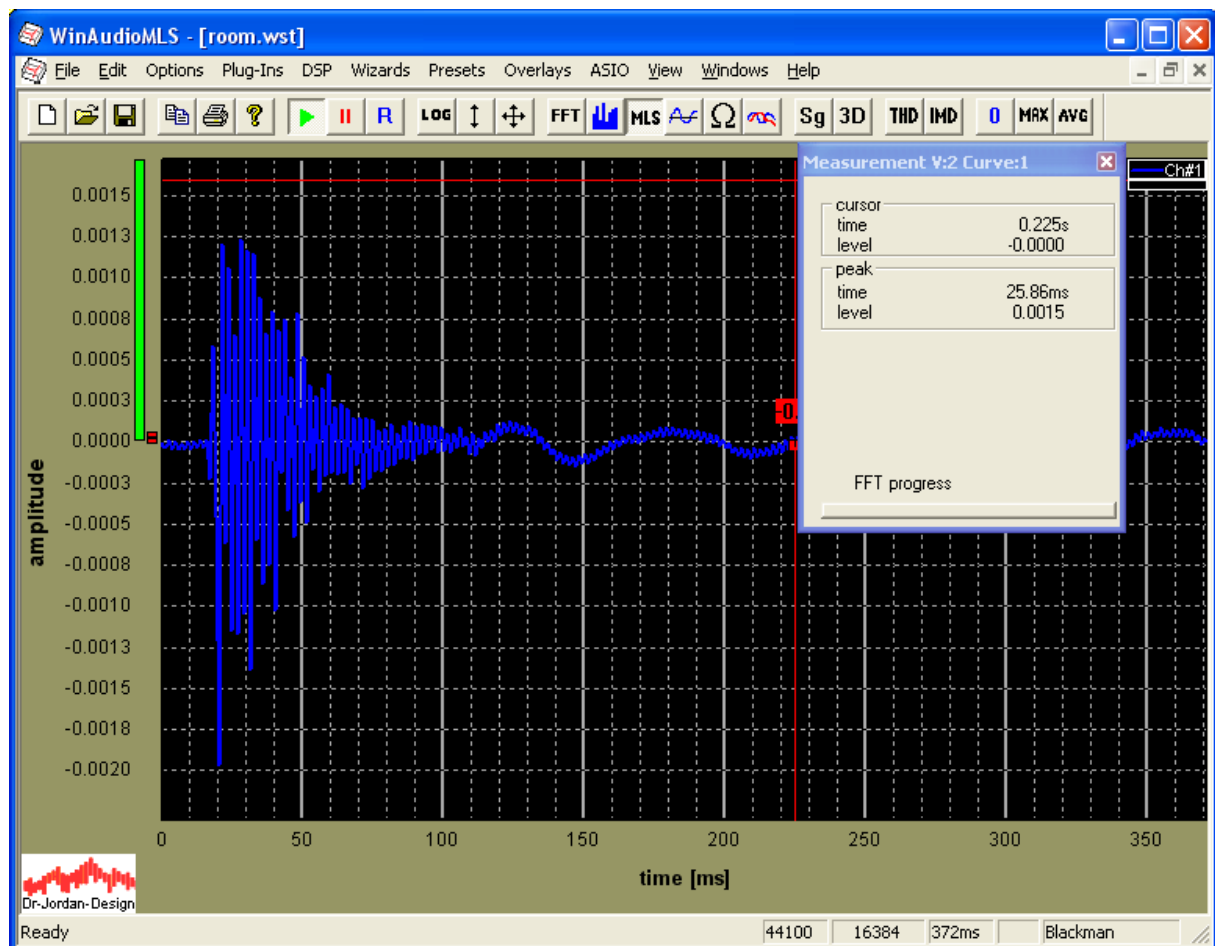 WinAudioMLS - [room.wst]
File Edit Options Plug-Ins DSP Wizards Presets Overlays ASIO View Windows Help
R LOG FFT MLS Ω Sg 3D THD IMD 0 MAX AVG
Measurement V:2 Curve:1
Ch#1
cursor
time 0.225s
level -0.0000
peak
time 25.86ms
level 0.0015
FFT progress
0.0015
0.0013
0.0010
0.0008
0.0005
0.0003
0.0000
-0.0003
-0.0005
-0.0008
-0.0010
-0.0013
-0.0015
-0.0018
-0.0020
amplitude
-0.
0 50 100 150 200 250 300 350
time [ms]
Dr-Jordan-Design
Ready 44100 16384 372ms Blackman